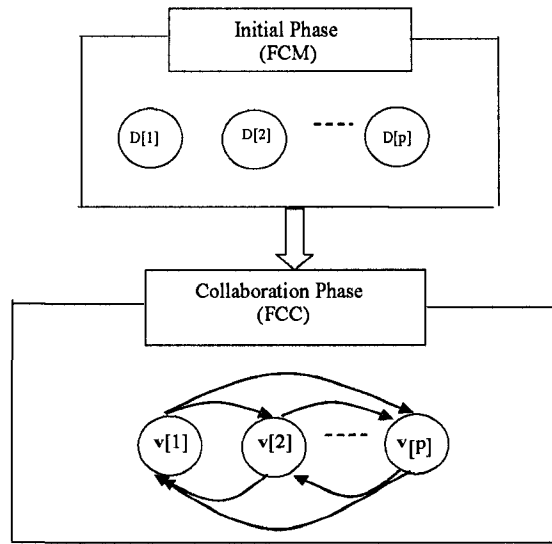 Initial Phase
(FCM)
D[1] D[2] D[p]
Collaboration Phase
(FCC)
v[1] v[2] v[p]